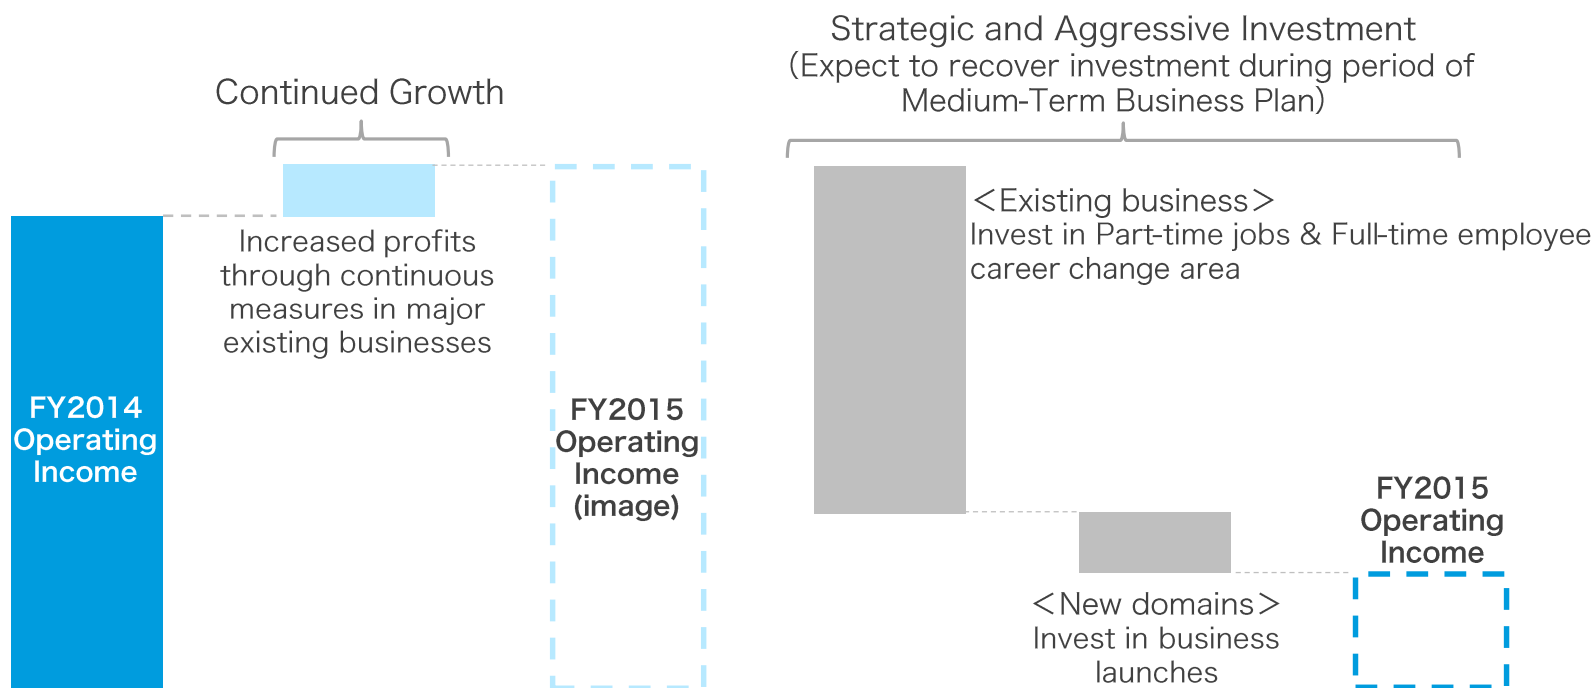 Strategic and Aggressive Investment
（Expect to recover investment during period of
Medium-Term Business Plan）
Continued Growth
Increased profits
through continuous
measures in major
existing businesses
＜Existing business＞
Invest in Part-time jobs & Full-time employee
career change area
FY2014
Operating
Income
FY2015
Operating
Income
(image)
FY2015
Operating
Income
＜New domains＞
Invest in business
launches